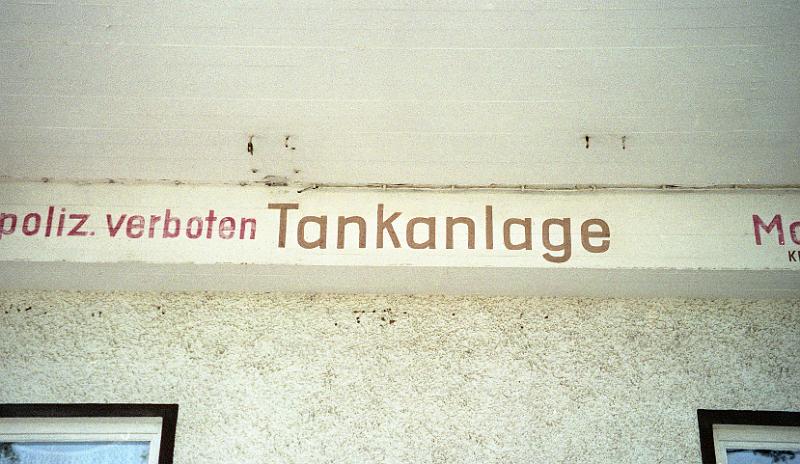 poliz. verboten Tankanlage